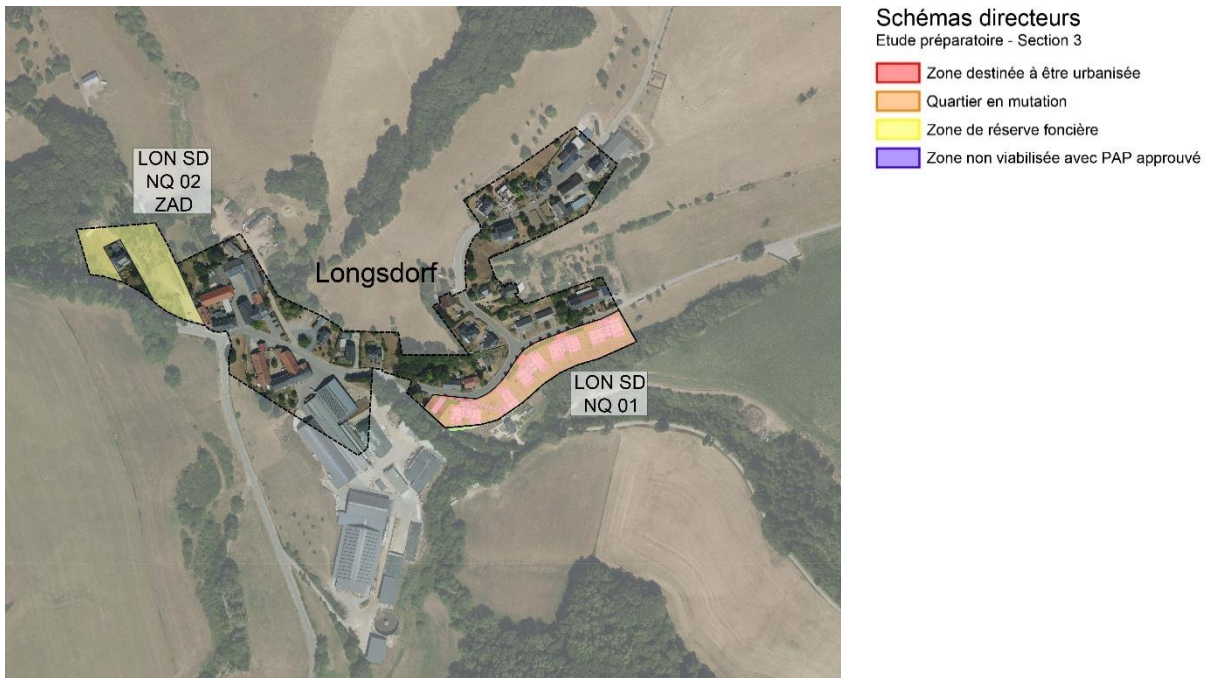 LON SD
NQ 02
ZAD
Longsdorf
LON SD
NQ 01
Schémas directeurs
Etude préparatoire - Section 3
Zone destinée à être urbanisée
Quartier en mutation
Zone de réserve foncière
Zone non viabilisée avec PAP approuvé